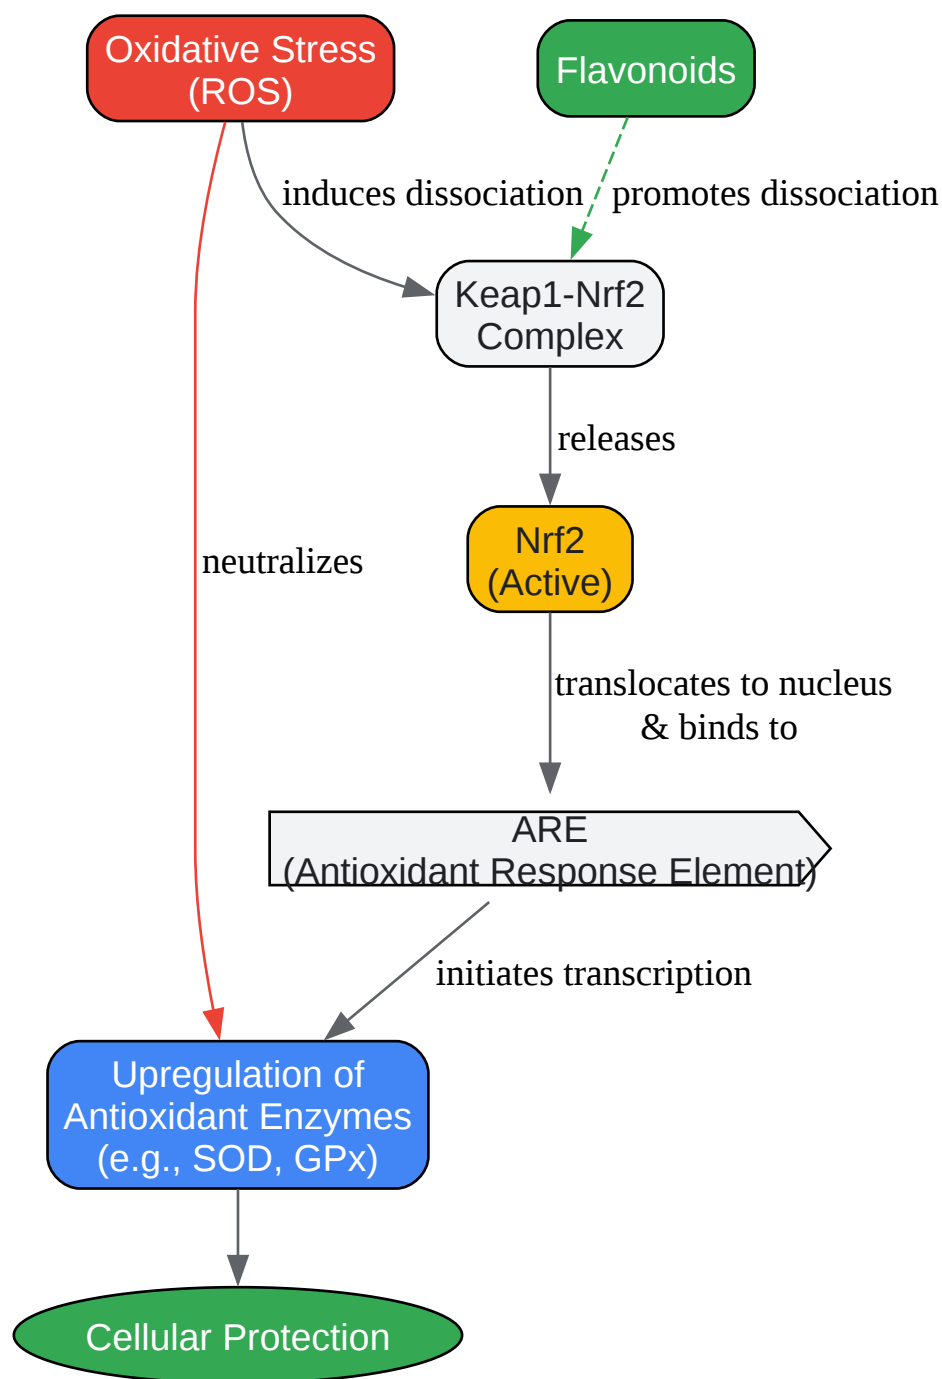 Oxidative Stress
(ROS)
Flavonoids
induces dissociation
promotes dissociation
Keap1-Nrf2
Complex
releases
Nrf2
(Active)
neutralizes
translocates to nucleus
& binds to
ARE
(Antioxidant Response Element)
initiates transcription
Upregulation of
Antioxidant Enzymes
(e.g., SOD, GPx)
Cellular Protection